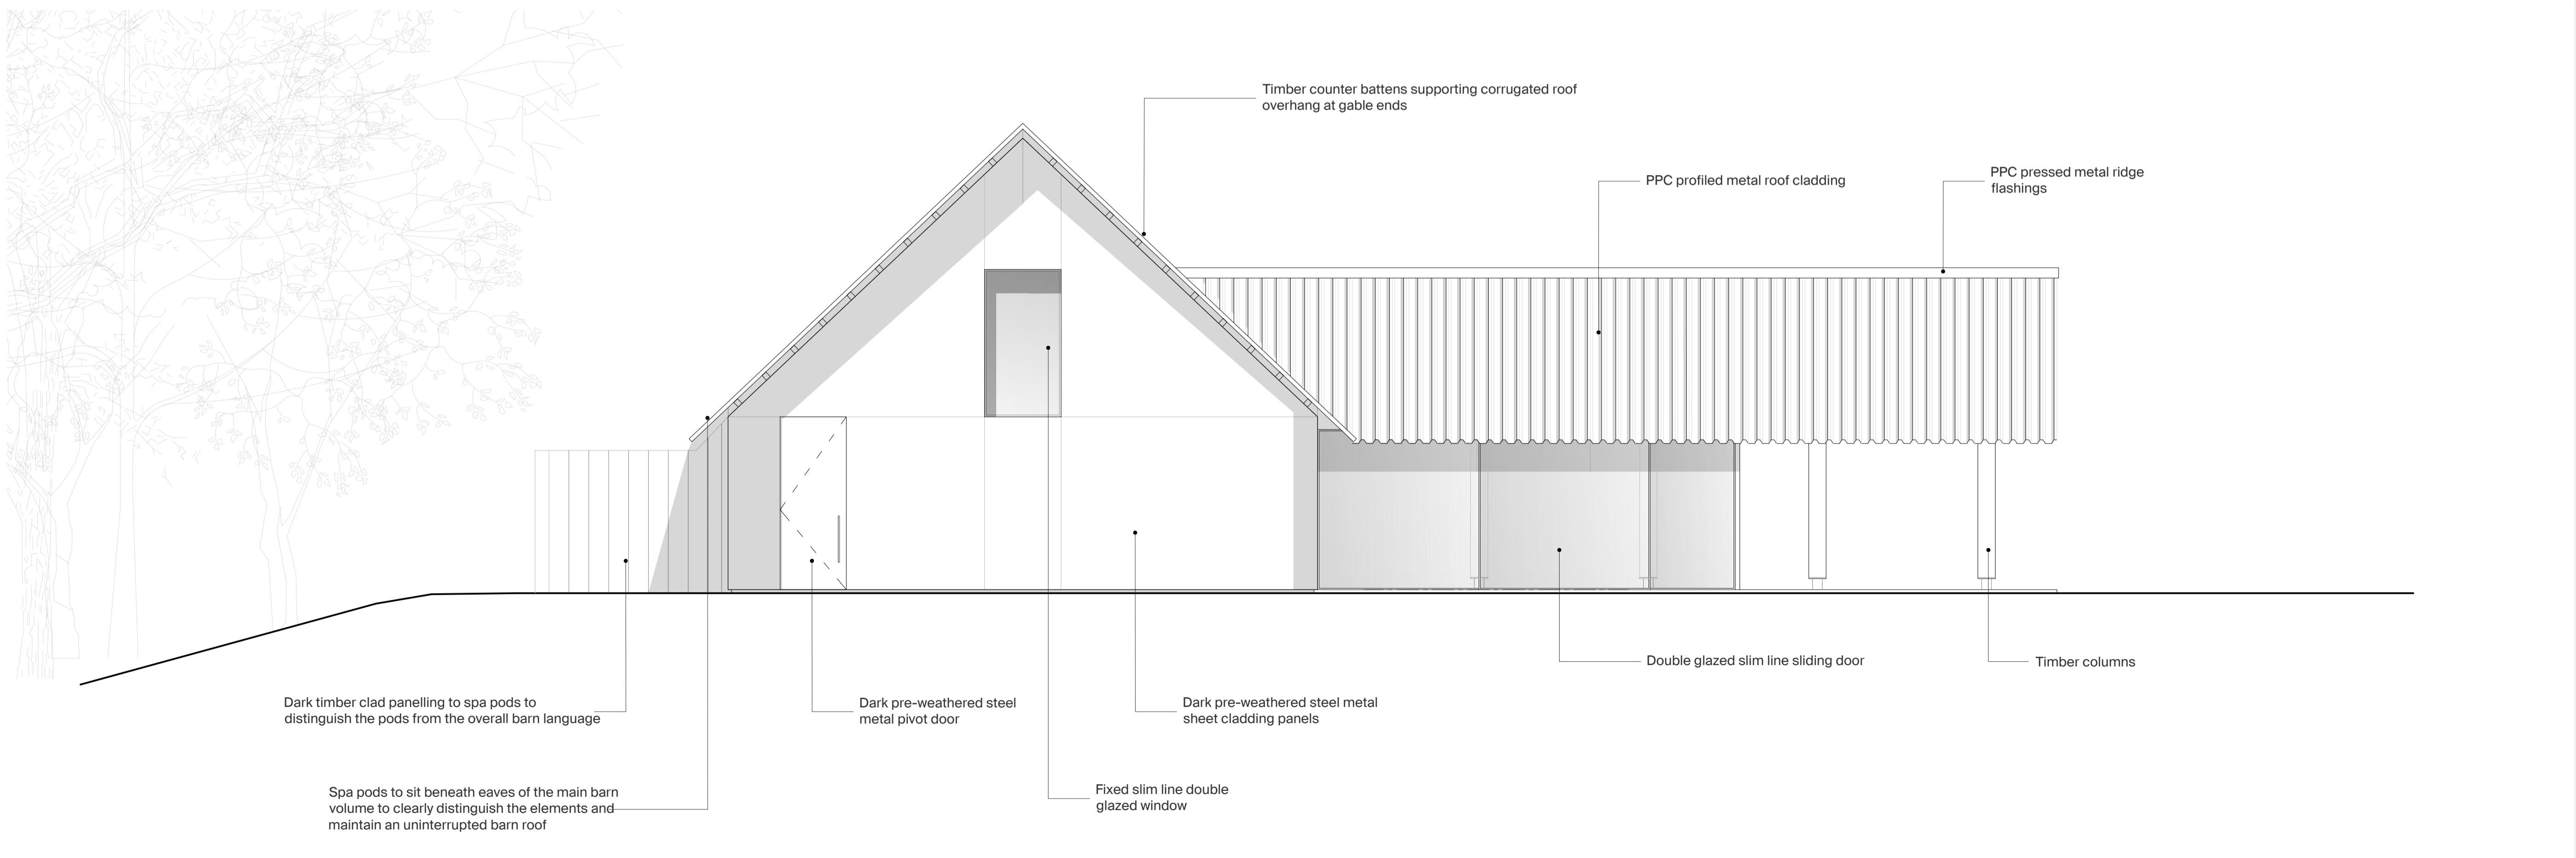 Timber counter battens supporting corrugated roof
overhang at gable ends
PPC profiled metal roof cladding
PPC pressed metal ridge
flashings
Double glazed slim line sliding door
Timber columns
Dark timber clad panelling to spa pods to
distinguish the pods from the overall barn language
Dark pre-weathered steel
metal pivot door
Dark pre-weathered steel metal
sheet cladding panels
Spa pods to sit beneath eaves of the main barn
volume to clearly distinguish the elements and
maintain an uninterrupted barn roof
Fixed slim line double
glazed window